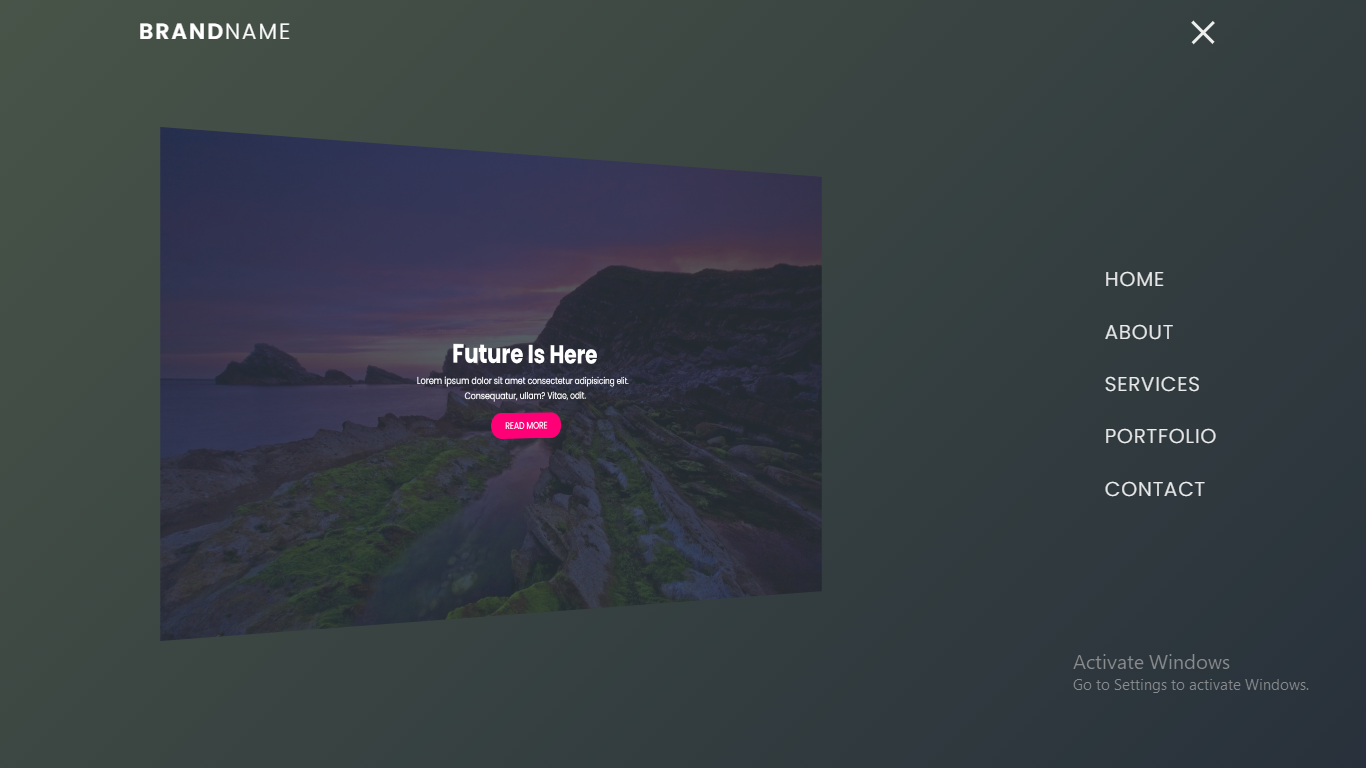 BRANDNAME
HOME
ABOUT
SERVICES
PORTFOLIO
CONTACT
Future Is Here
Lorem ipsum dolor sit amet consectetur adipisicing elit.
Consequatur, ullam? Vitae, odit.
READ MORE
Activate Windows
Go to Settings to activate Windows.